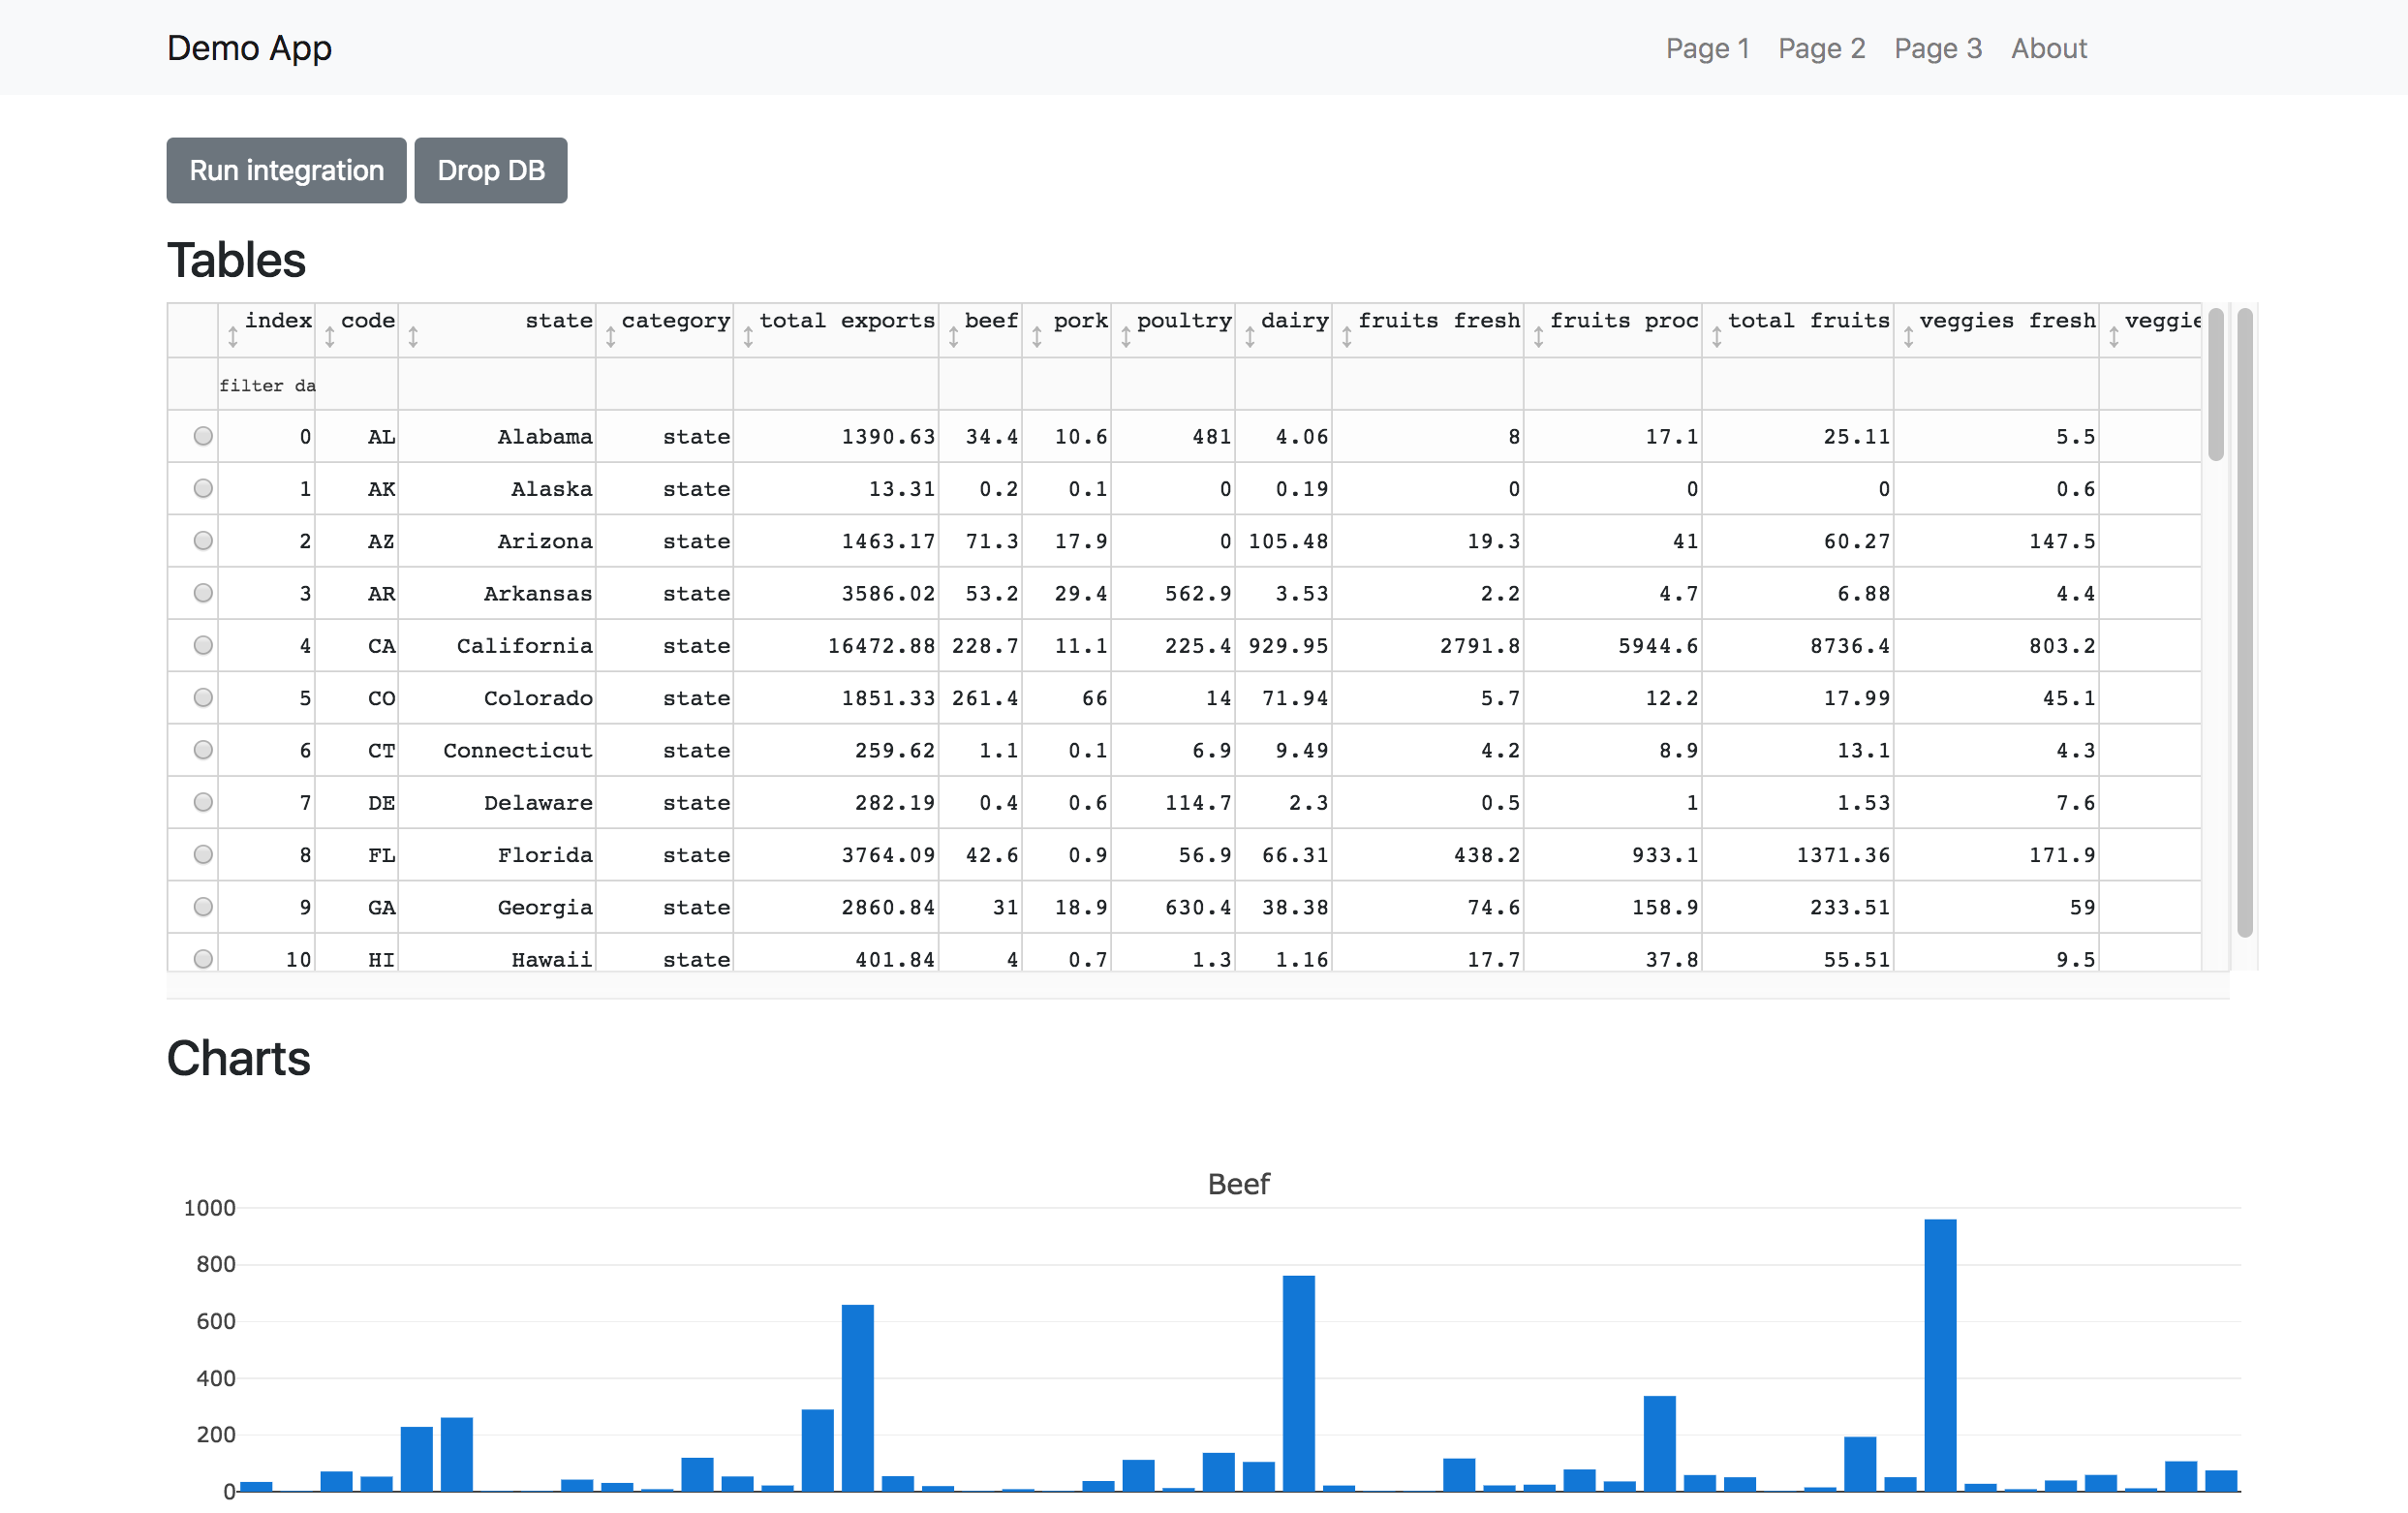 Demo App Page 1 Page 2 Page 3 About
Run integration Drop DB
Tables
index code state category total exports beef pork poultry dairy fruits fresh fruits proc total fruits veggies fresh veggie
filter da
0 AL Alabama state 1390.63 34.4 10.6 481 4.06 8 17.1 25.11 5.5
1 AK Alaska state 13.31 0.2 0.1 0 0.19 0 0 0 0.6
2 AZ Arizona state 1463.17 71.3 17.9 0 105.48 19.3 41 60.27 147.5
3 AR Arkansas state 3586.02 53.2 29.4 562.9 3.53 2.2 4.7 6.88 4.4
4 CA California state 16472.88 228.7 11.1 225.4 929.95 2791.8 5944.6 8736.4 803.2
5 CO Colorado state 1851.33 261.4 66 14 71.94 5.7 12.2 17.99 45.1
6 CT Connecticut state 259.62 1.1 0.1 6.9 9.49 4.2 8.9 13.1 4.3
7 DE Delaware state 282.19 0.4 0.6 114.7 2.3 0.5 1 1.53 7.6
8 FL Florida state 3764.09 42.6 0.9 56.9 66.31 438.2 933.1 1371.36 171.9
9 GA Georgia state 2860.84 31 18.9 630.4 38.38 74.6 158.9 233.51 59
10 HI Hawaii state 401.84 4 0.7 1.3 1.16 17.7 37.8 55.51 9.5
Charts
Beef
1000
800
600
400
200
0